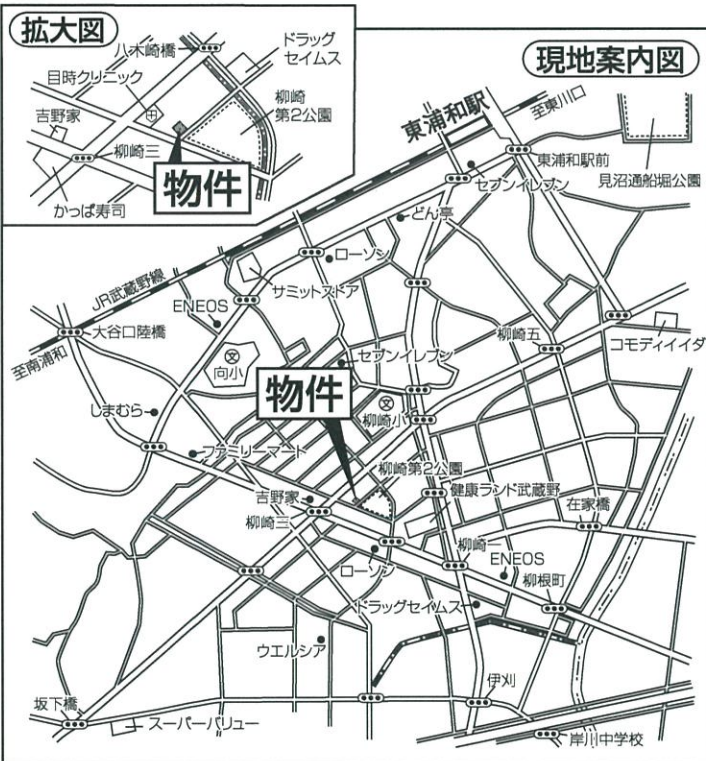 拡大図
八木崎橋
ドラッグ
セイムス
目時クリニック
吉野家
柳崎
第2公園
柳崎三
かっぱ寿司
物件
現地案内図
東浦和駅
至東川口
東浦和駅前
セブンイレブン
見沼通船堀公園
どん亭
ローソン
サミットストア
JR武蔵野線
ENEOS
大谷口陸橋
至南浦和
柳崎五
コモディイイダ
向小
セブンイレブン
物件
しまむら
柳崎小
ファミリーマート
柳崎第2公園
吉野家
健康ランド武蔵野
柳崎三
在家橋
柳崎一
ローソン
ENEOS
柳根町
ドラッグセイムス
ウエルシア
伊刈
坂下橋
スーパーバリュー
岸川中学校